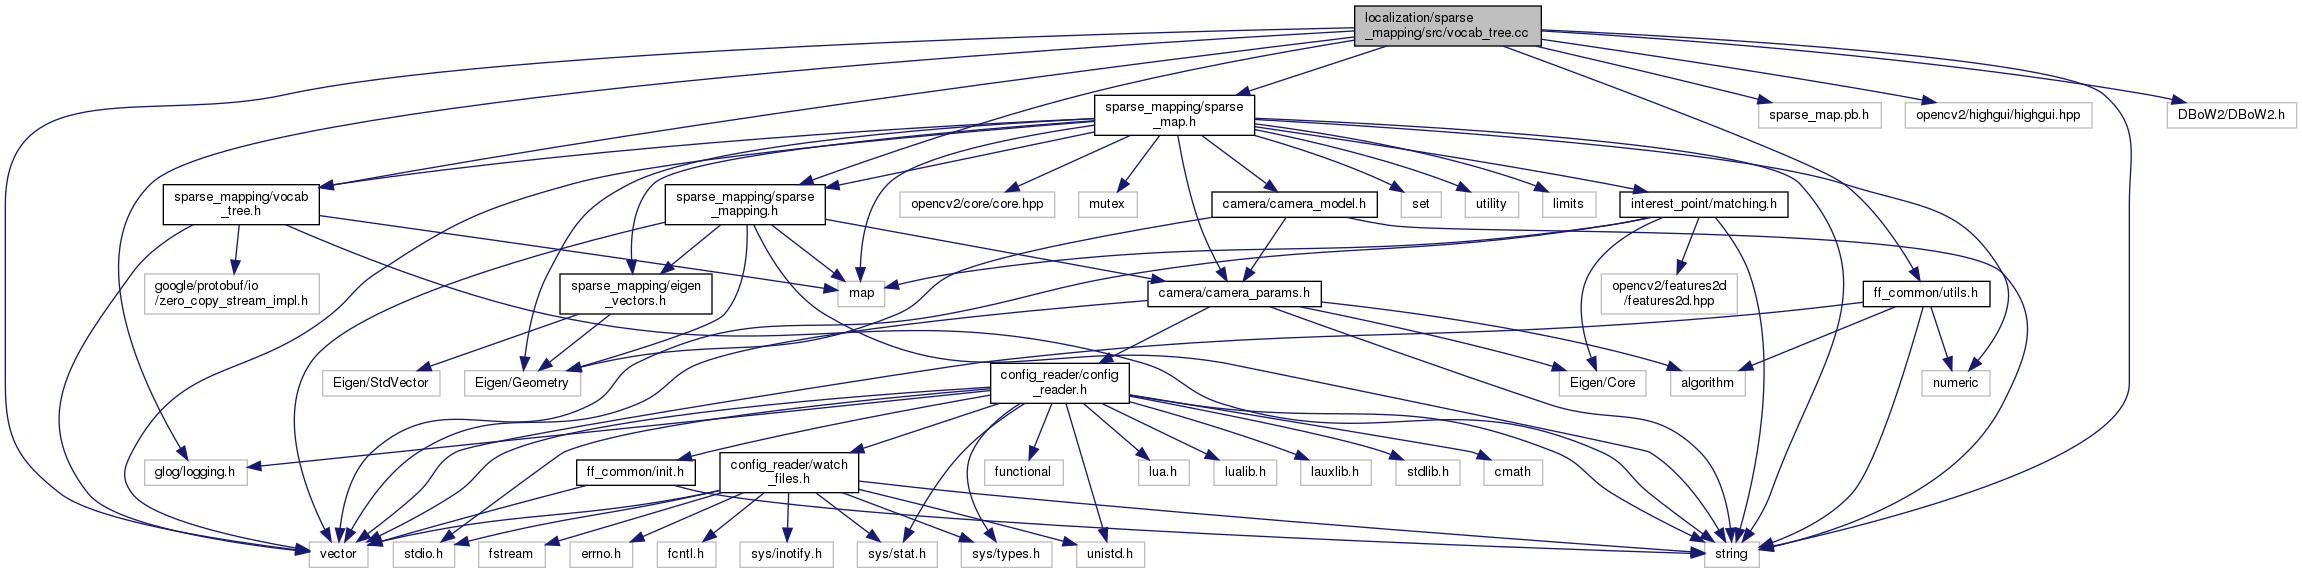 localization/sparse
_mapping/src/vocab_tree.cc
sparse_mapping/sparse
_map.h
sparse_map.pb.h
opencv2/highgui/highgui.hpp
DBoW2/DBoW2.h
sparse_mapping/vocab
_tree.h
sparse_mapping/sparse
_mapping.h
opencv2/core/core.hpp
mutex
camera/camera_model.h
set
utility
limits
interest_point/matching.h
google/protobuf/io
/zero_copy_stream_impl.h
sparse_mapping/eigen
_vectors.h
map
camera/camera_params.h
opencv2/features2d
/features2d.hpp
ff_common/utils.h
Eigen/StdVector
Eigen/Geometry
config_reader/config
_reader.h
Eigen/Core
algorithm
numeric
glog/logging.h
ff_common/init.h
config_reader/watch
_files.h
functional
lua.h
lualib.h
lauxlib.h
stdlib.h
cmath
vector
stdio.h
fstream
errno.h
fcntl.h
sys/inotify.h
sys/stat.h
sys/types.h
unistd.h
string